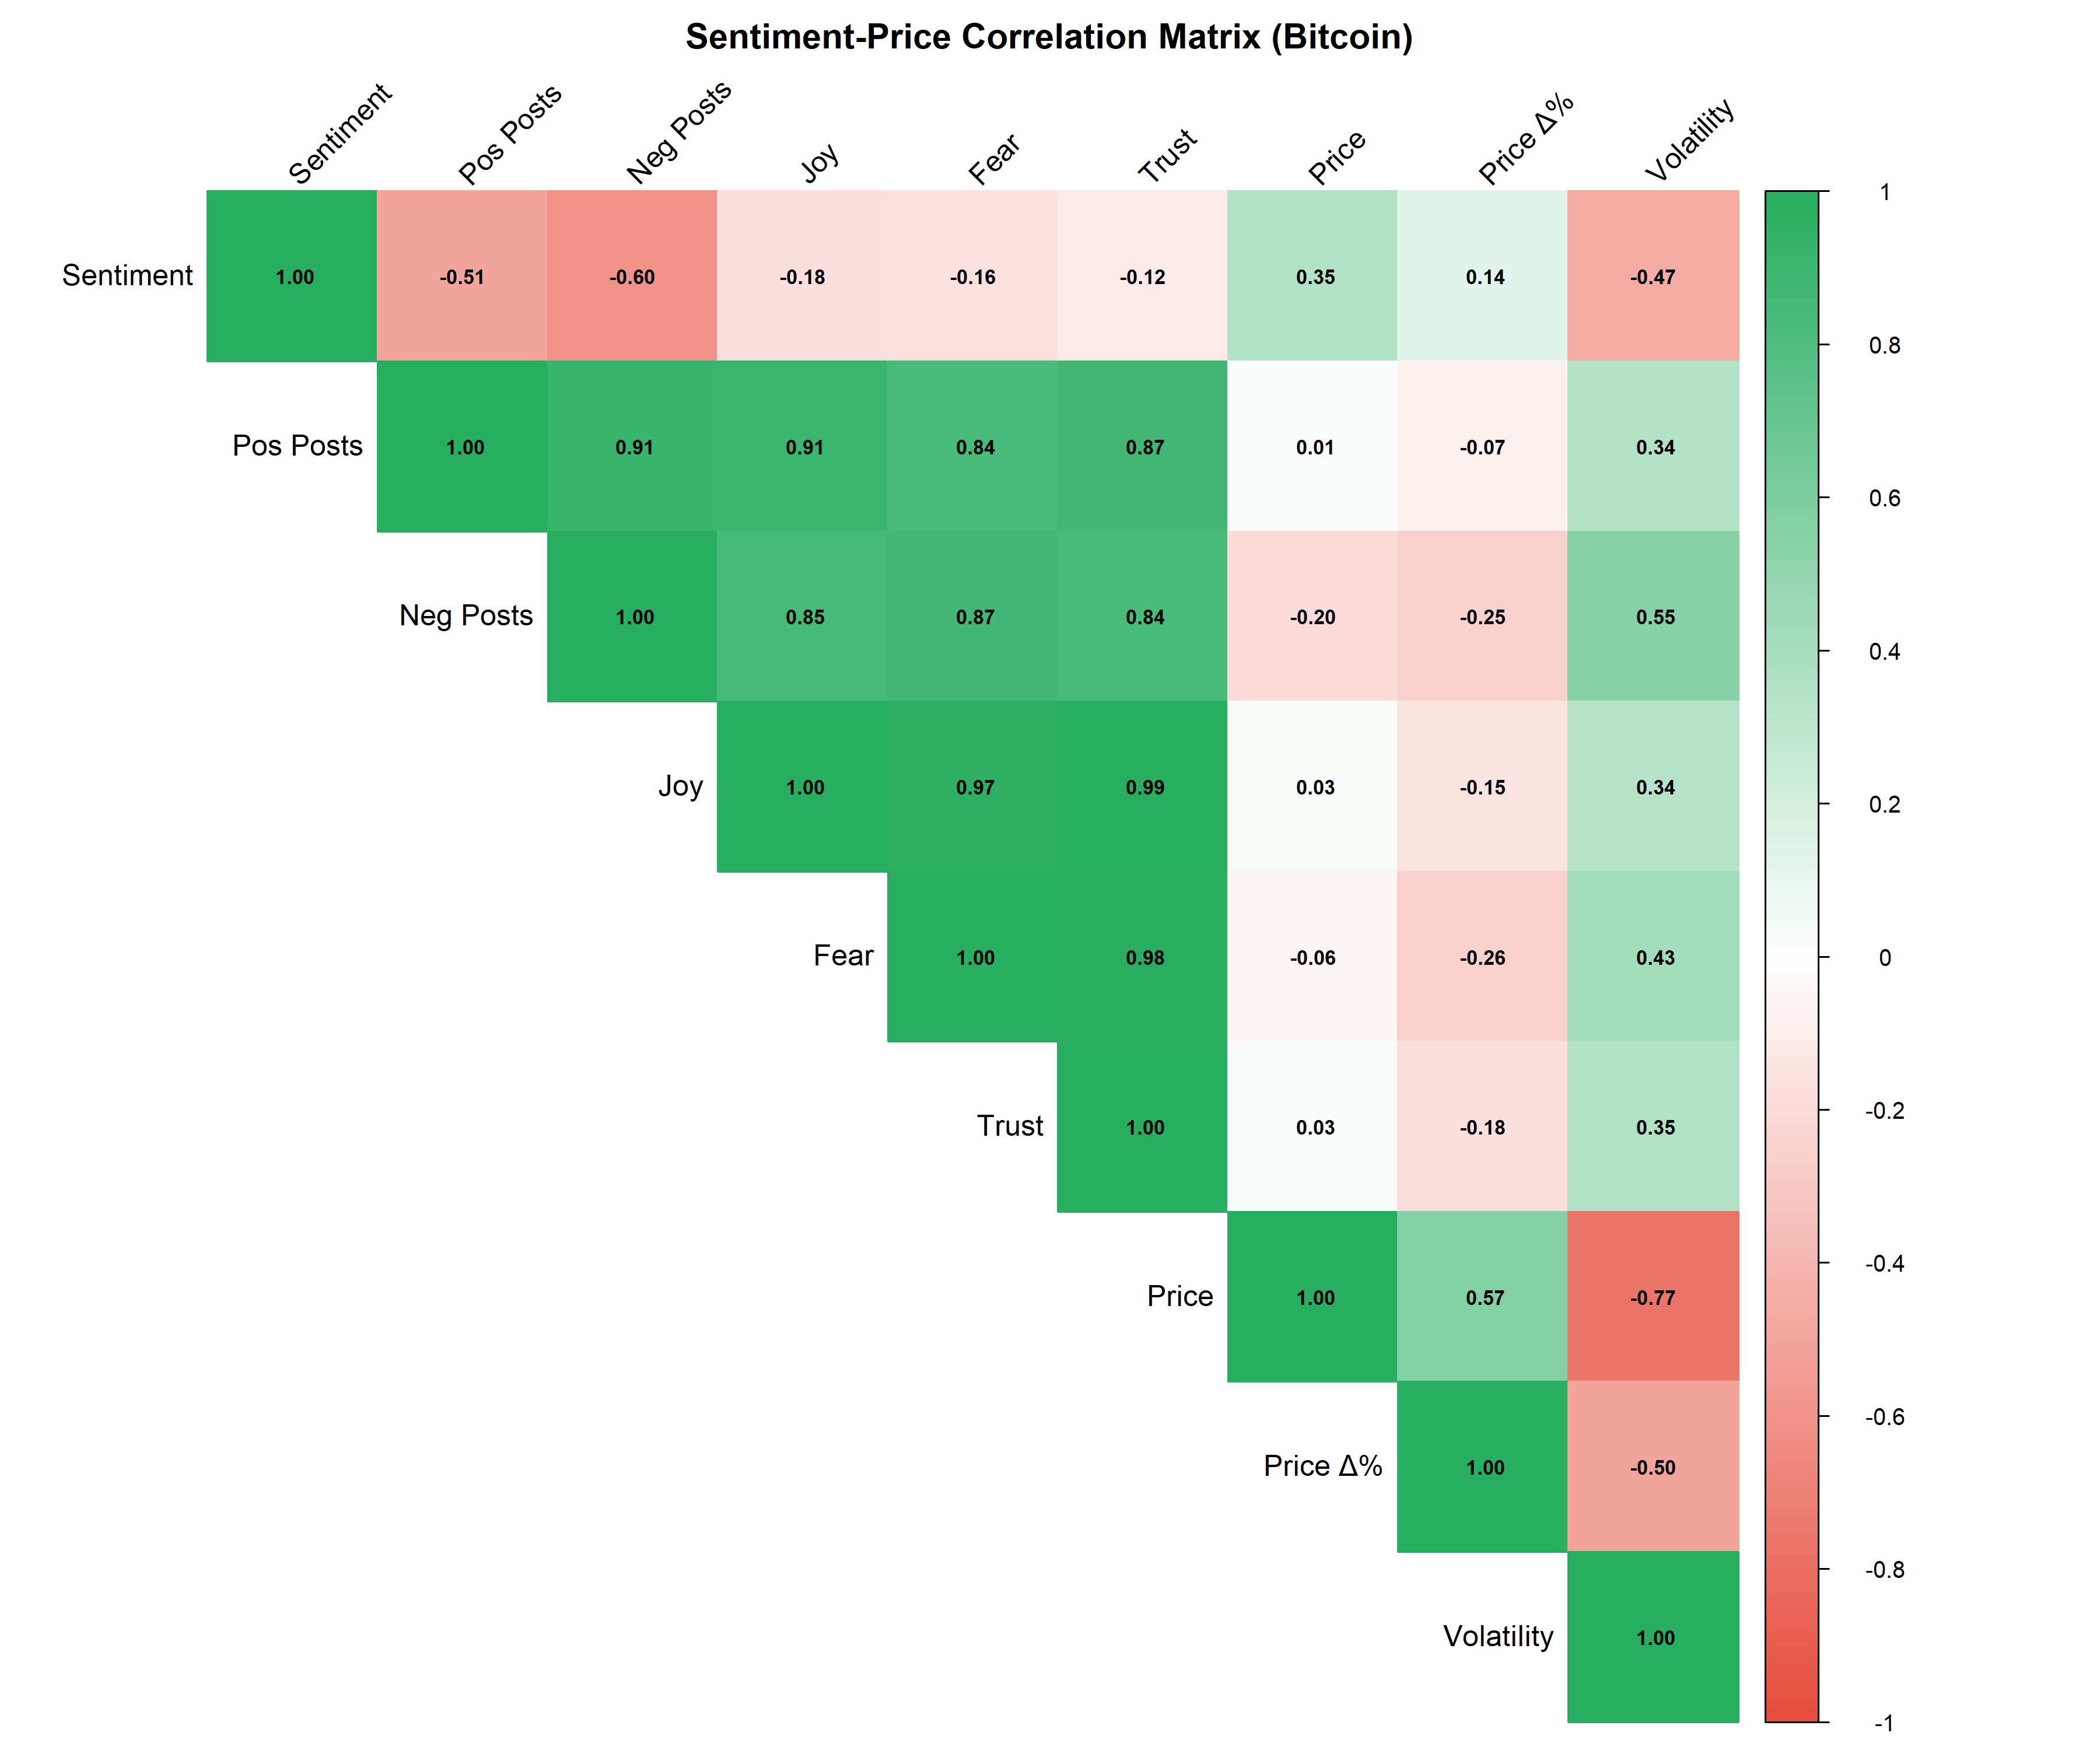 Sentiment-Price Correlation Matrix (Bitcoin)
Sentiment Pos Posts Neg Posts Joy Fear Trust Price Price Δ% Volatility
Sentiment 1.00 -0.51 -0.60 -0.18 -0.16 -0.12 0.35 0.14 -0.47
Pos Posts 1.00 0.91 0.91 0.84 0.87 0.01 -0.07 0.34
Neg Posts 1.00 0.85 0.87 0.84 -0.20 -0.25 0.55
Joy 1.00 0.97 0.99 0.03 -0.15 0.34
Fear 1.00 0.98 -0.06 -0.26 0.43
Trust 1.00 0.03 -0.18 0.35
Price 1.00 0.57 -0.77
Price Δ% 1.00 -0.50
Volatility 1.00
1
0.8
0.6
0.4
0.2
0
-0.2
-0.4
-0.6
-0.8
-1